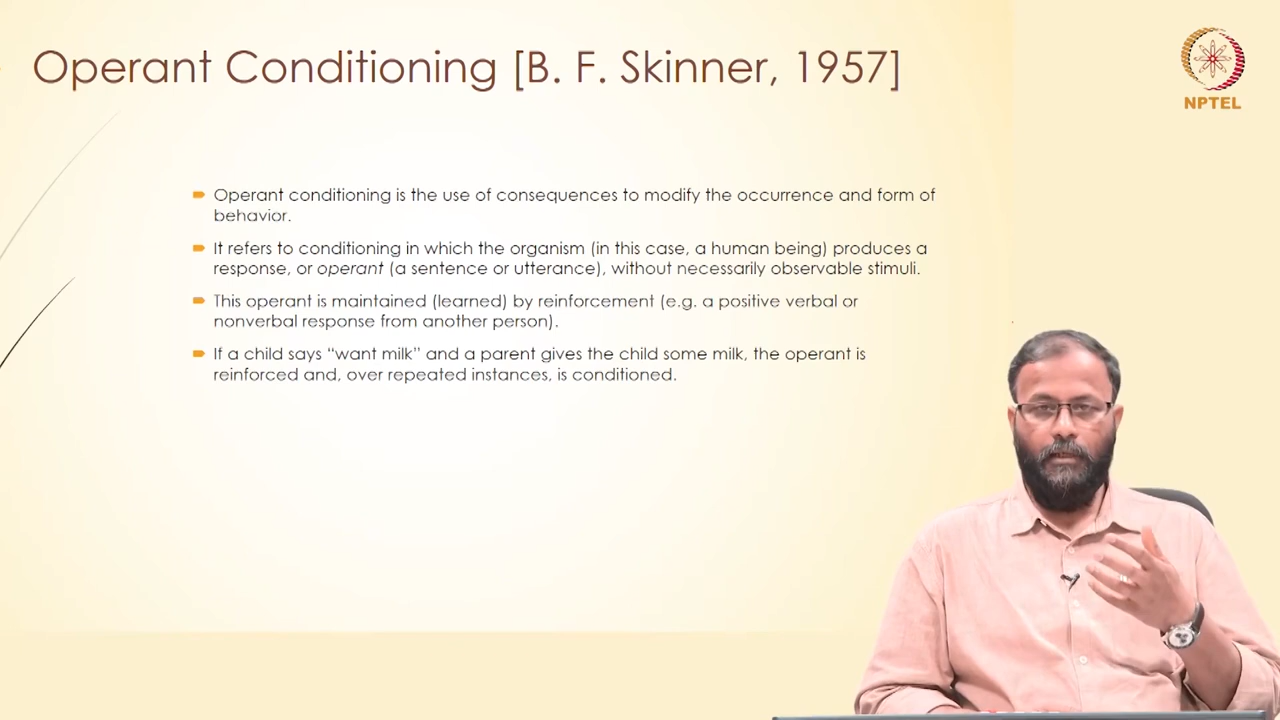 Operant Conditioning [B. F. Skinner, 1957]
NPTEL
Operant conditioning is the use of consequences to modify the occurrence and form of
behavior.
It refers to conditioning in which the organism (in this case, a human being) produces a
response, or operant (a sentence or utterance), without necessarily observable stimuli.
This operant is maintained (learned) by reinforcement (e.g. a positive verbal or
nonverbal response from another person).
If a child says “want milk” and a parent gives the child some milk, the operant is
reinforced and, over repeated instances, is conditioned.